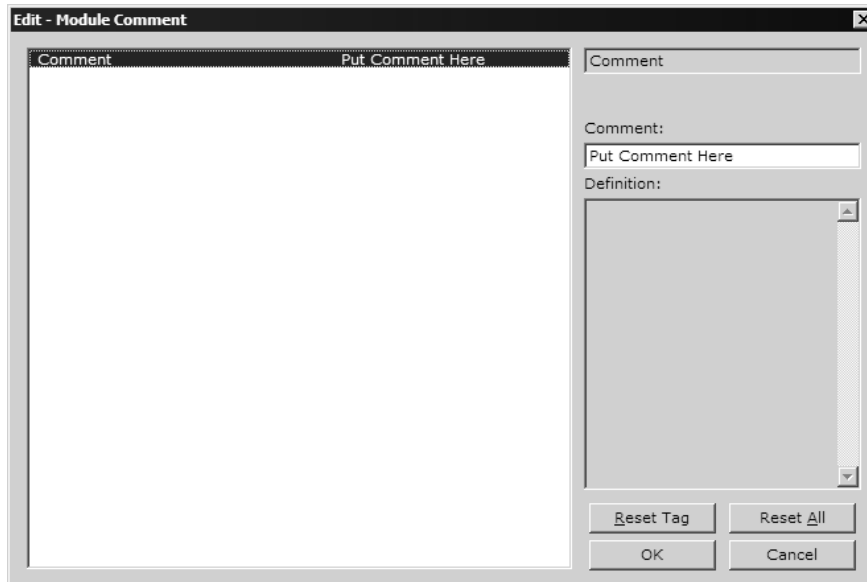 Edit - Module Comment
Comment Put Comment Here
Comment
Comment:
Put Comment Here
Definition:
Reset Tag Reset All
OK Cancel